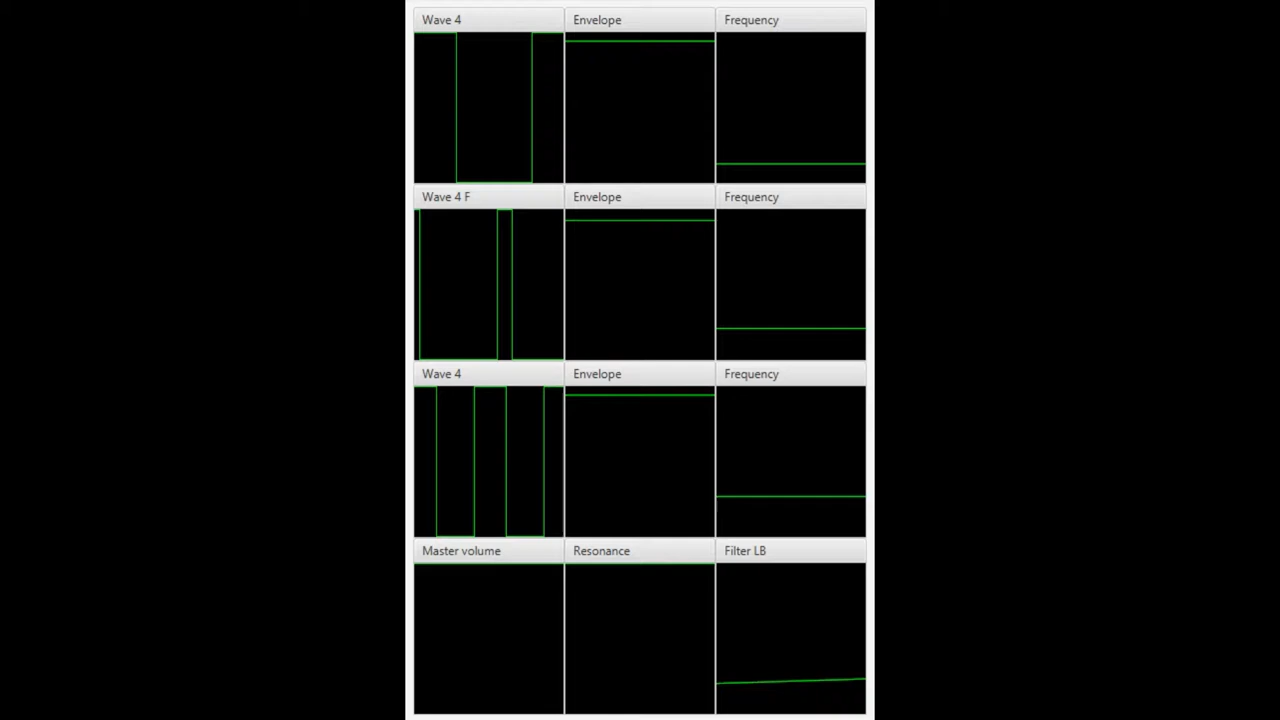 Wave 4 Envelope Frequency
Wave 4 F Envelope Frequency
Wave 4 Envelope Frequency
Master volume Resonance Filter LB